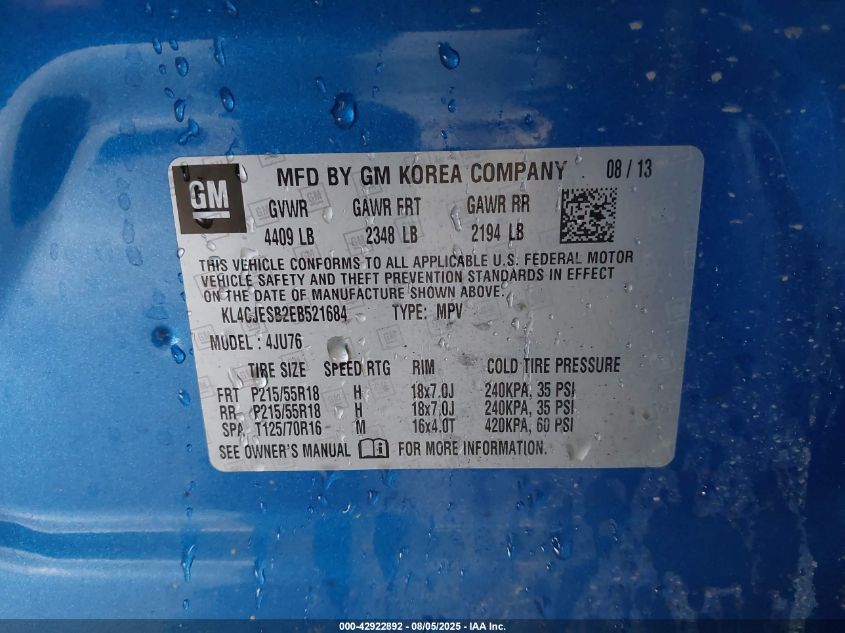 GM MFD BY GM KOREA COMPANY 08 / 13
GVWR GAWR FRT GAWR RR
4409 LB 2348 LB 2194 LB
THIS VEHICLE CONFORMS TO ALL APPLICABLE U.S. FEDERAL MOTOR
VEHICLE SAFETY AND THEFT PREVENTION STANDARDS IN EFFECT
ON THE DATE OF MANUFACTURE SHOWN ABOVE.
KL4CJESB2EB521684 TYPE: MPV
MODEL : 4JU76
TIRE SIZE SPEED RTG RIM COLD TIRE PRESSURE
FRT P215/55R18 H 18x7.0J 240KPA, 35 PSI
RR P215/55R18 H 18x7.0J 240KPA, 35 PSI
SPA T125/70R16 M 16x4.0T 420KPA, 60 PSI
SEE OWNER'S MANUAL FOR MORE INFORMATION.
000-42922892 - 08/05/2025 - IAA Inc.